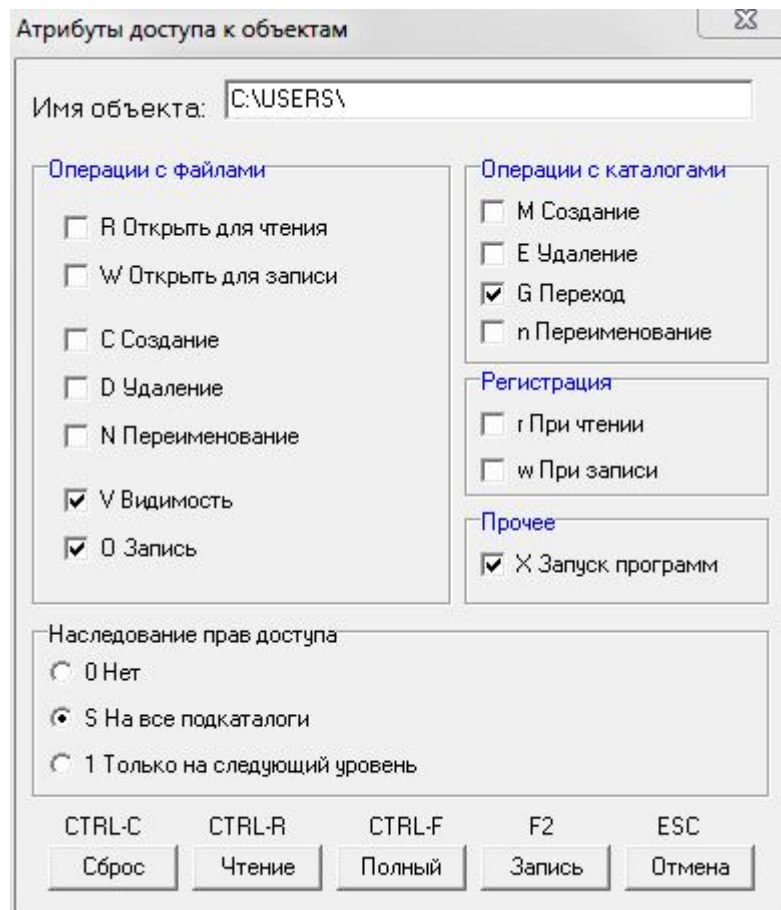 Атрибуты доступа к объектам
Имя объекта: C:\USERS\
Операции с файлами
R Открыть для чтения
W Открыть для записи
C Создание
D Удаление
N Переименование
V Видимость
O Запись
Операции с каталогами
M Создание
E Удаление
G Переход
n Переименование
Регистрация
r При чтении
w При записи
Прочее
X Запуск программ
Наследование прав доступа
0 Нет
S На все подкаталоги
1 Только на следующий уровень
CTRL-C CTRL-R CTRL-F F2 ESC
Сброс Чтение Полный Запись Отмена